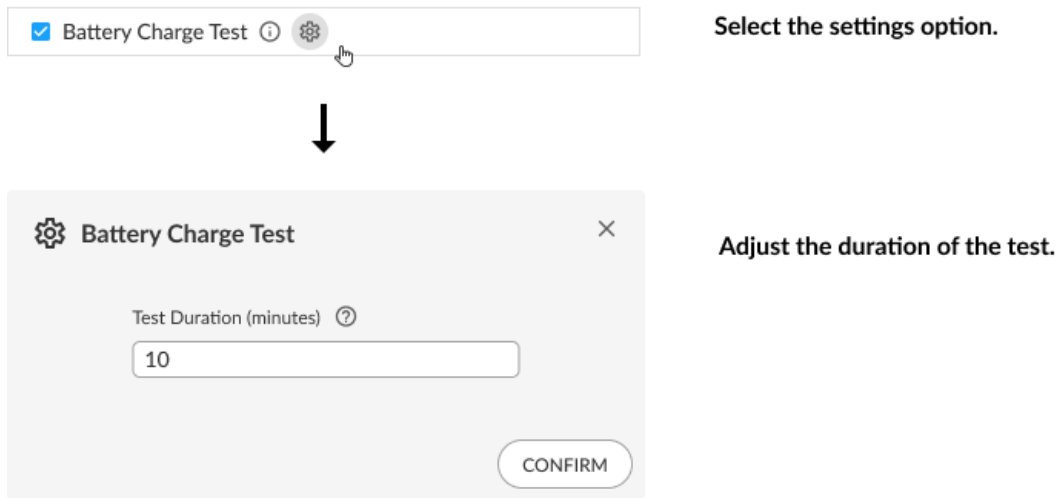 Battery Charge Test
Select the settings option.
Battery Charge Test
Adjust the duration of the test.
Test Duration (minutes)
10
CONFIRM